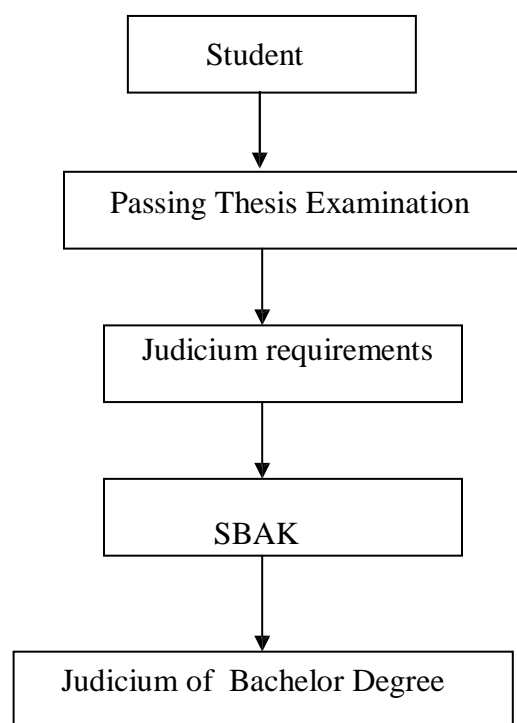 Student
Passing Thesis Examination
Judicium requirements
SBAK
Judicium of  Bachelor Degree